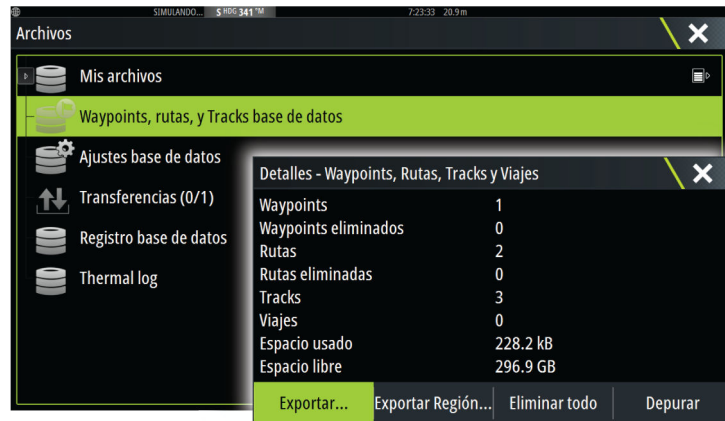 SIMULANDO... S HDG 341 °M 7:23:33 20.9 m
Archivos
Mis archivos
Waypoints, rutas, y Tracks base de datos
Ajustes base de datos
Transferencias (0/1)
Registro base de datos
Thermal log
Detalles - Waypoints, Rutas, Tracks y Viajes
Waypoints 1
Waypoints eliminados 0
Rutas 2
Rutas eliminadas 0
Tracks 3
Viajes 0
Espacio usado 228.2 kB
Espacio libre 296.9 GB
Exportar... Exportar Región... Eliminar todo Depurar